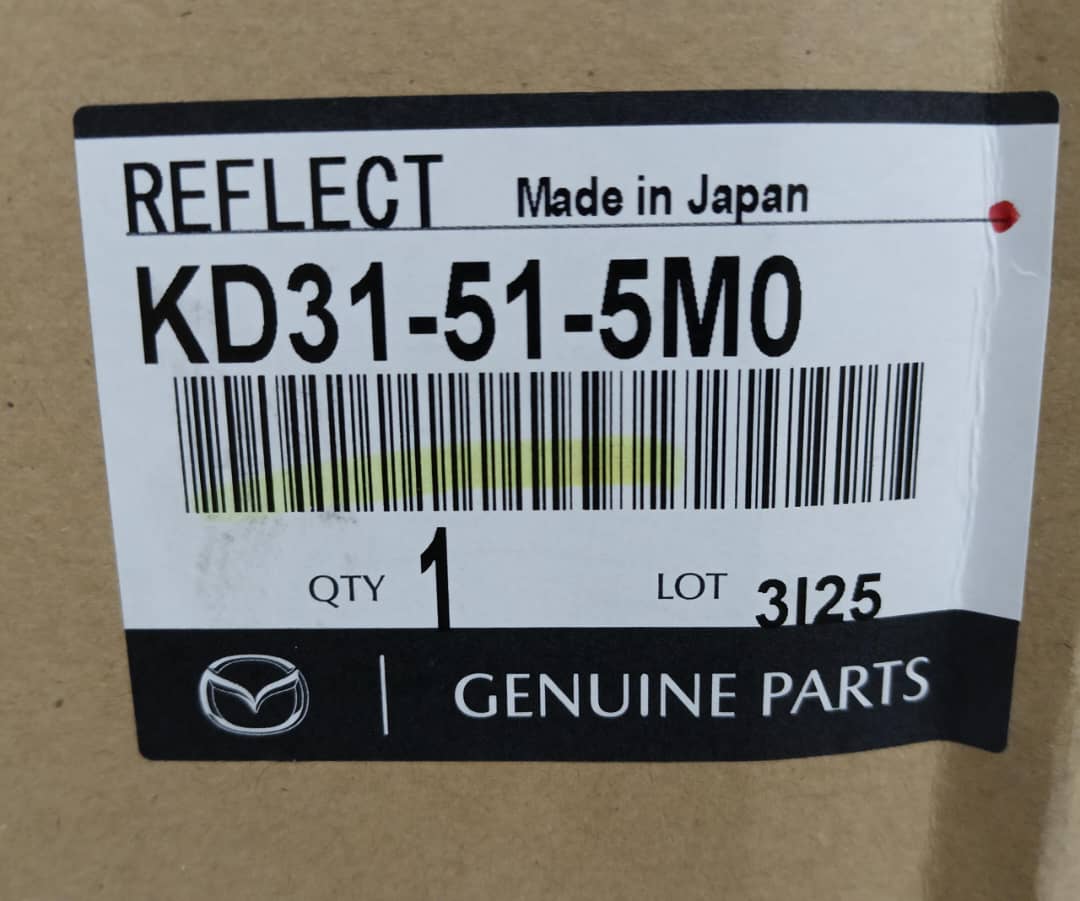 REFLECT Made in Japan
KD31-51-5M0
QTY 1 LOT 3I25
GENUINE PARTS